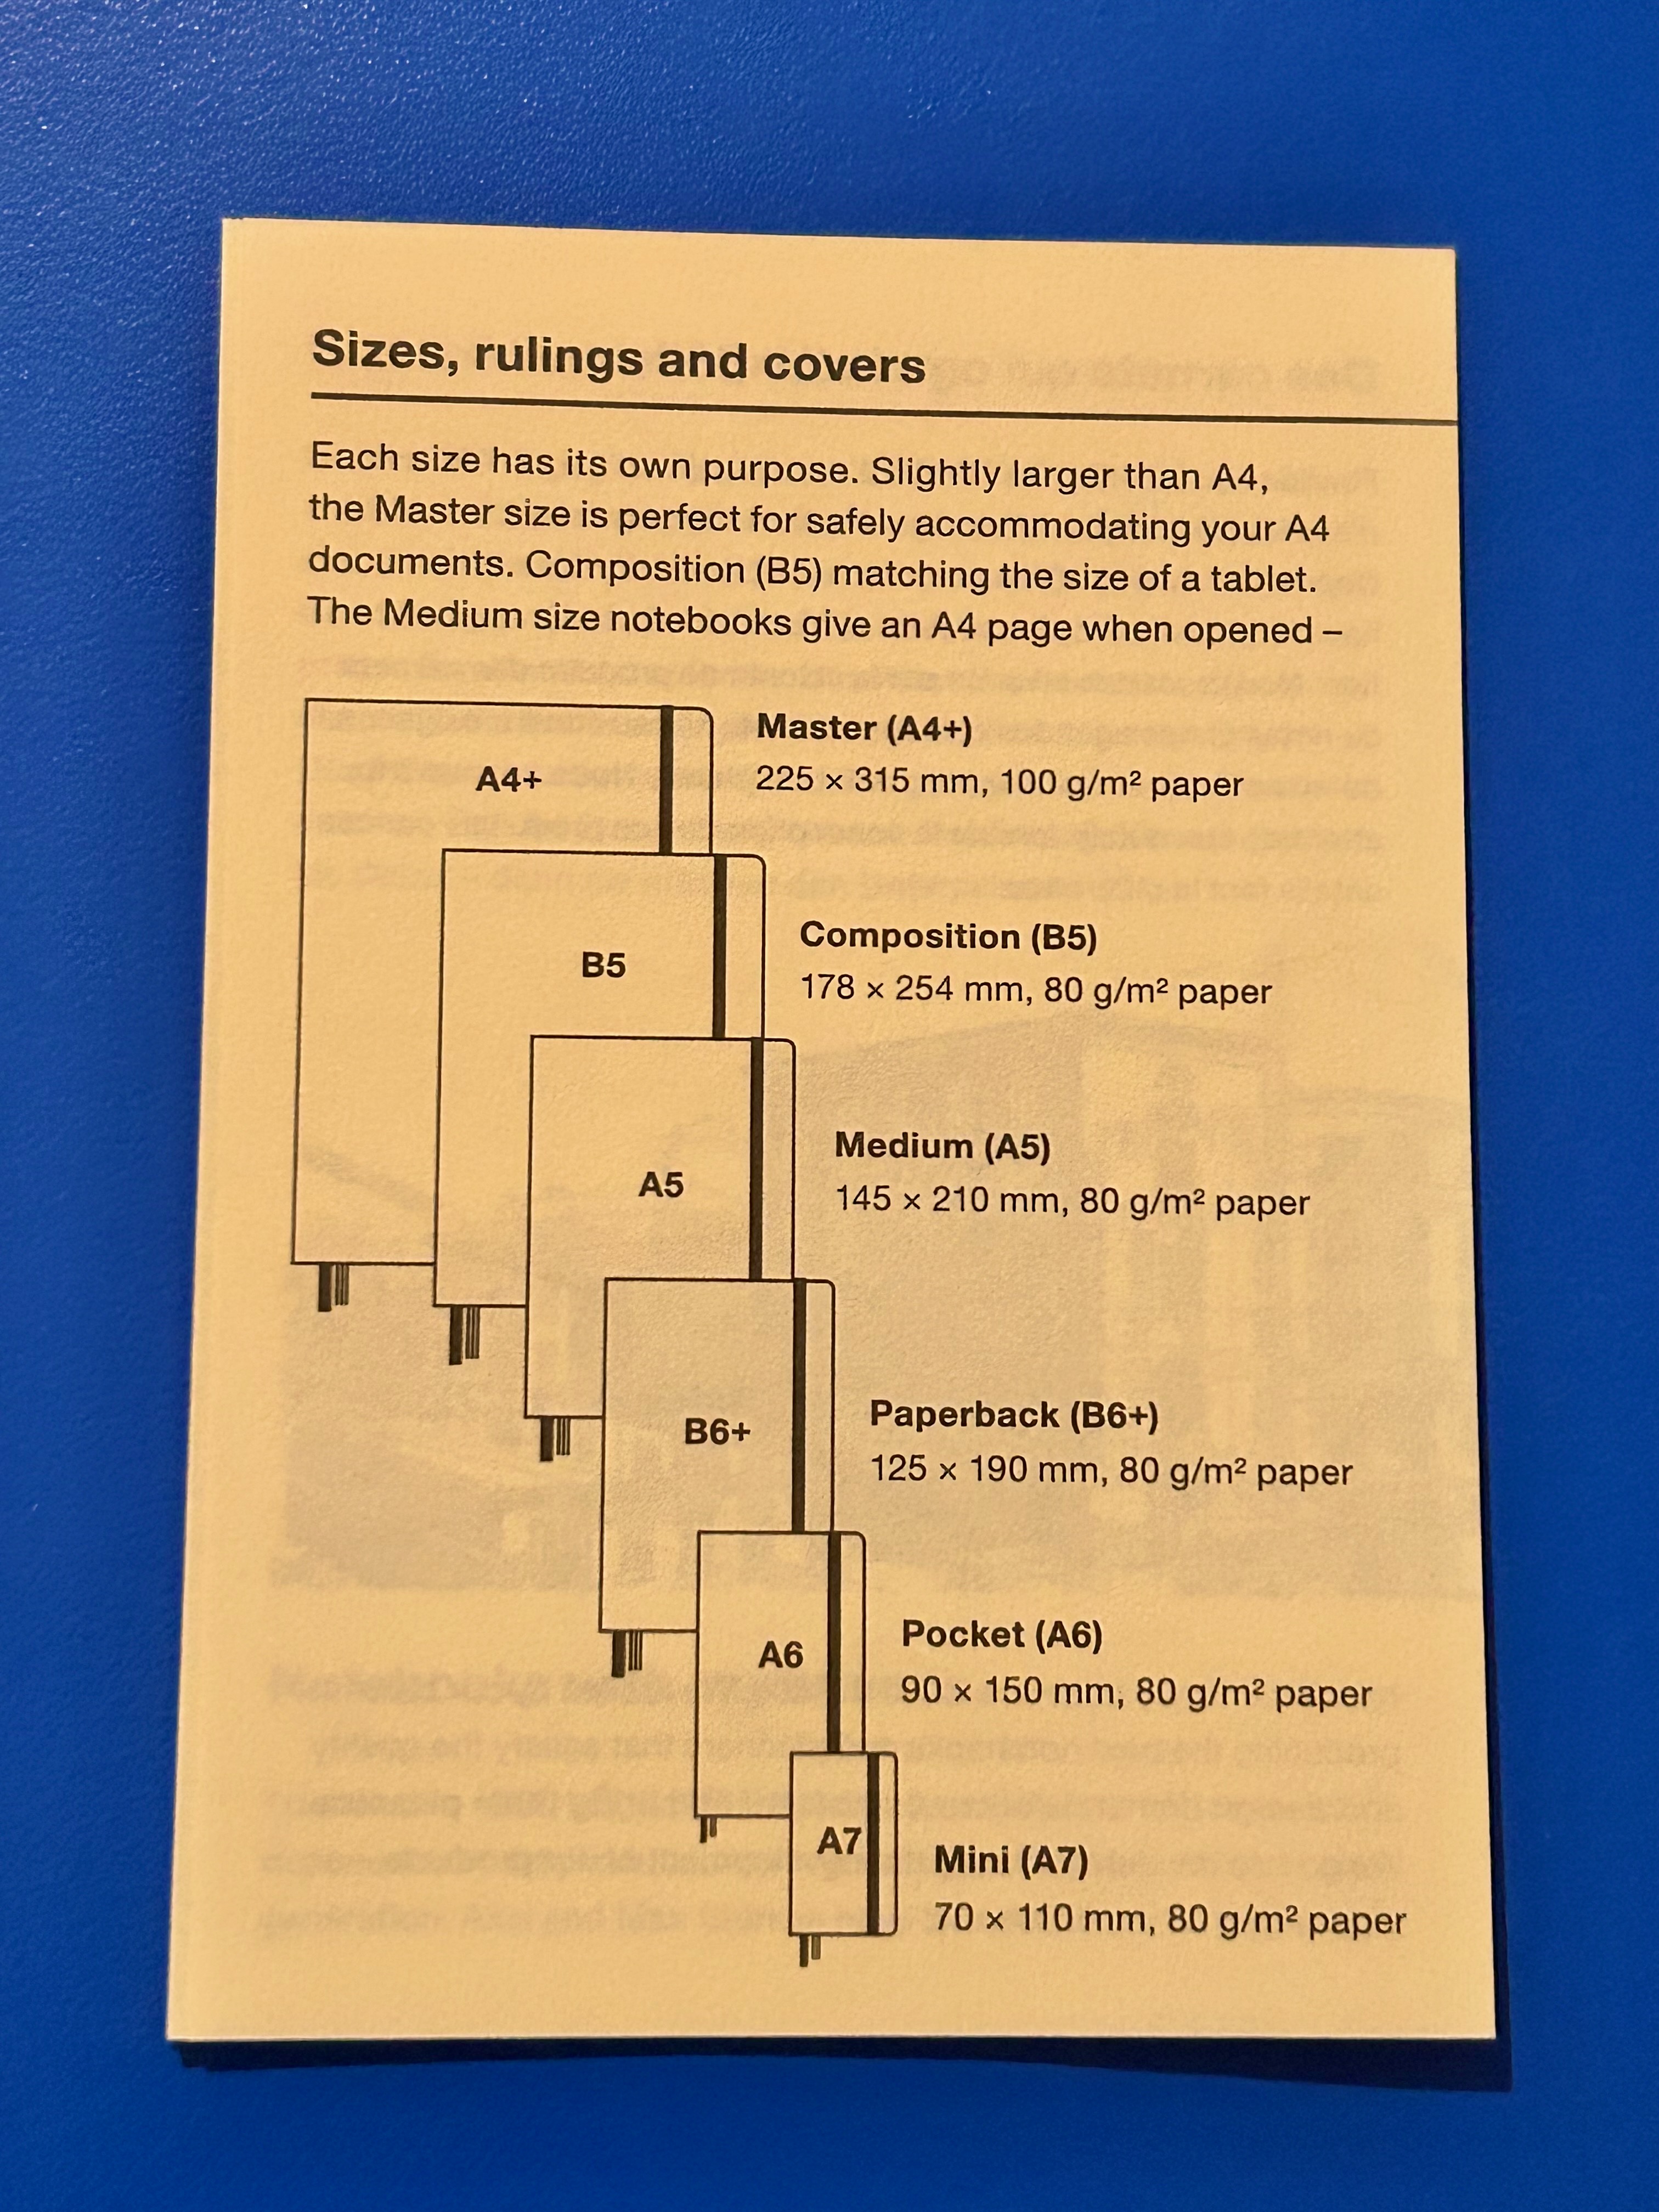 Sizes, rulings and covers
Each size has its own purpose. Slightly larger than A4,
the Master size is perfect for safely accommodating your A4
documents. Composition (B5) matching the size of a tablet.
The Medium size notebooks give an A4 page when opened –
A4+
Master (A4+)
225 × 315 mm, 100 g/m² paper
B5
Composition (B5)
178 × 254 mm, 80 g/m² paper
A5
Medium (A5)
145 × 210 mm, 80 g/m² paper
B6+
Paperback (B6+)
125 × 190 mm, 80 g/m² paper
A6
Pocket (A6)
90 × 150 mm, 80 g/m² paper
A7
Mini (A7)
70 × 110 mm, 80 g/m² paper